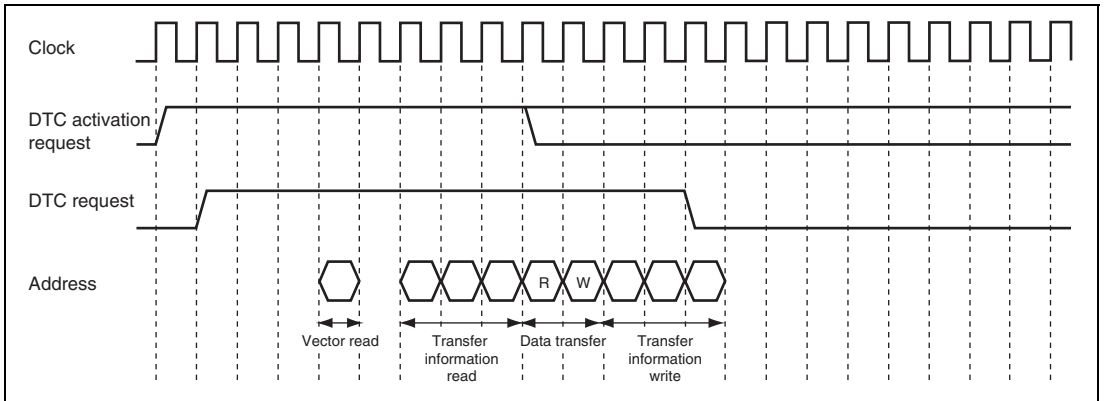 Clock
DTC activation
request
DTC request
Address
R W
Vector read
Transfer
information
read
Data transfer
Transfer
information
write